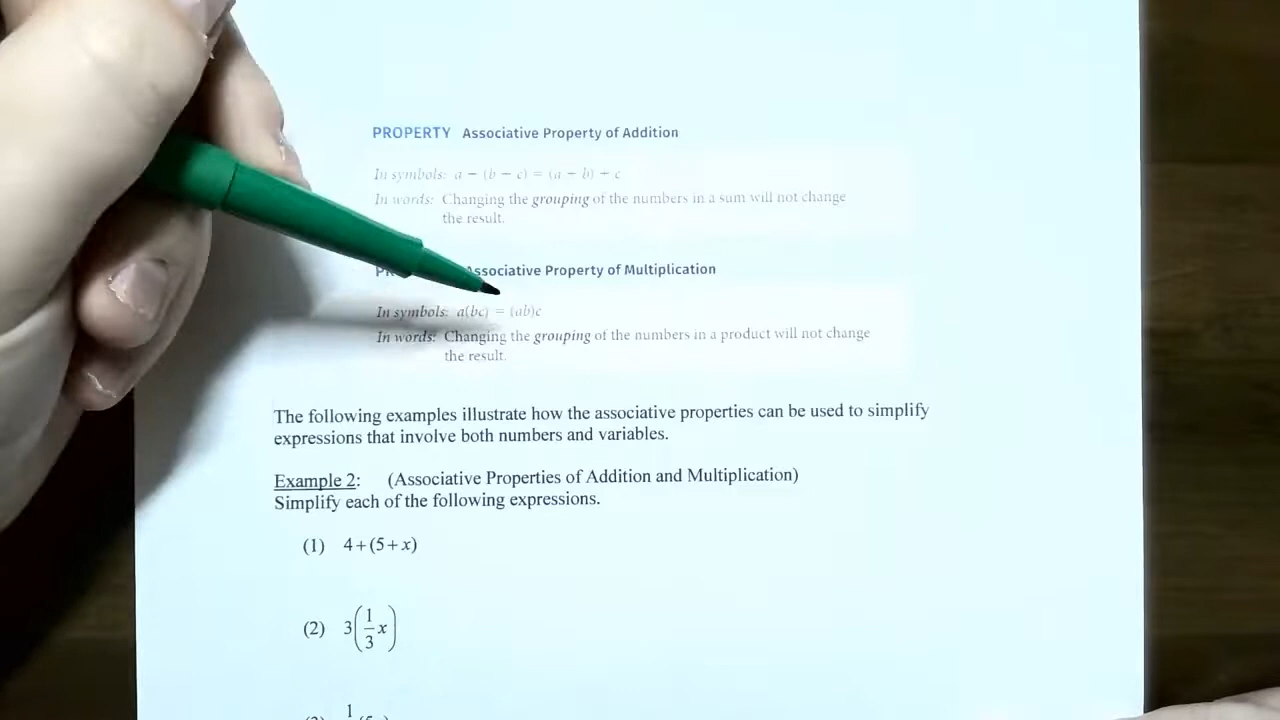 PROPERTY Associative Property of Addition
In symbols: a − (b − c) = (a − b) + c
In words: Changing the grouping of the numbers in a sum will not change
the result.
Associative Property of Multiplication
In symbols: a(bc) = (ab)c
In words: Changing the grouping of the numbers in a product will not change
the result.
The following examples illustrate how the associative properties can be used to simplify
expressions that involve both numbers and variables.
Example 2: (Associative Properties of Addition and Multiplication)
Simplify each of the following expressions.
(1) 4+(5+x)
(2) 3(1/3 x)